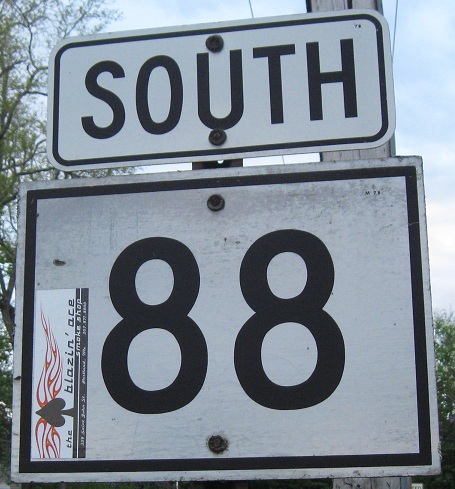 SOUTH
88
the blazin' ace
smoke shop